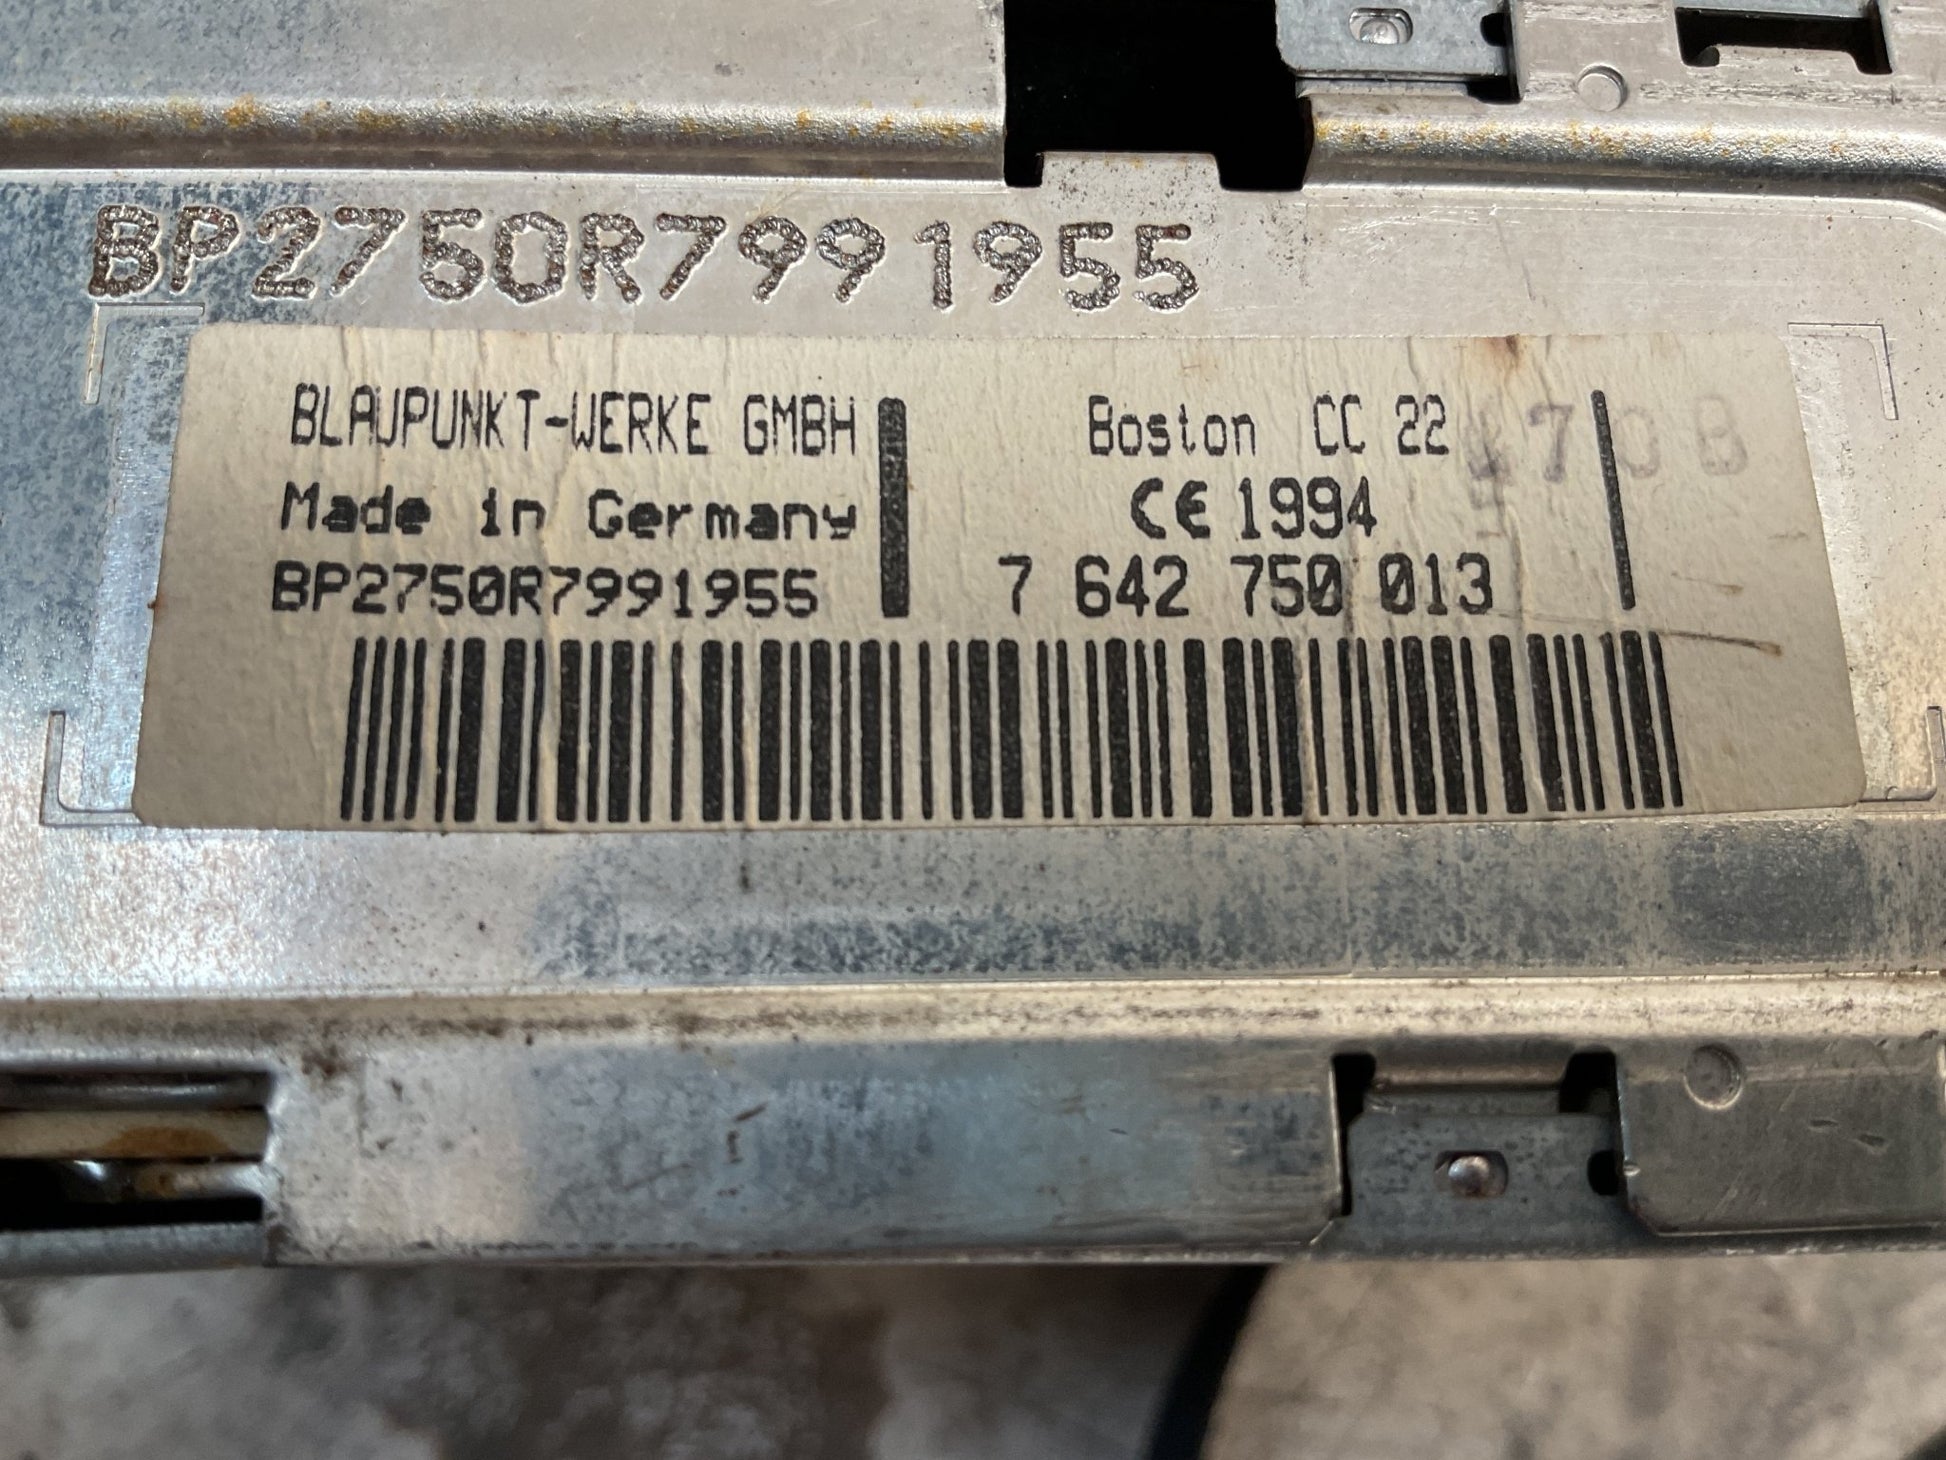 BP2750R7991955
BLAUPUNKT-WERKE GMBH
Made in Germany
BP2750R7991955
Boston CC 22
CE 1994
7 642 750 013